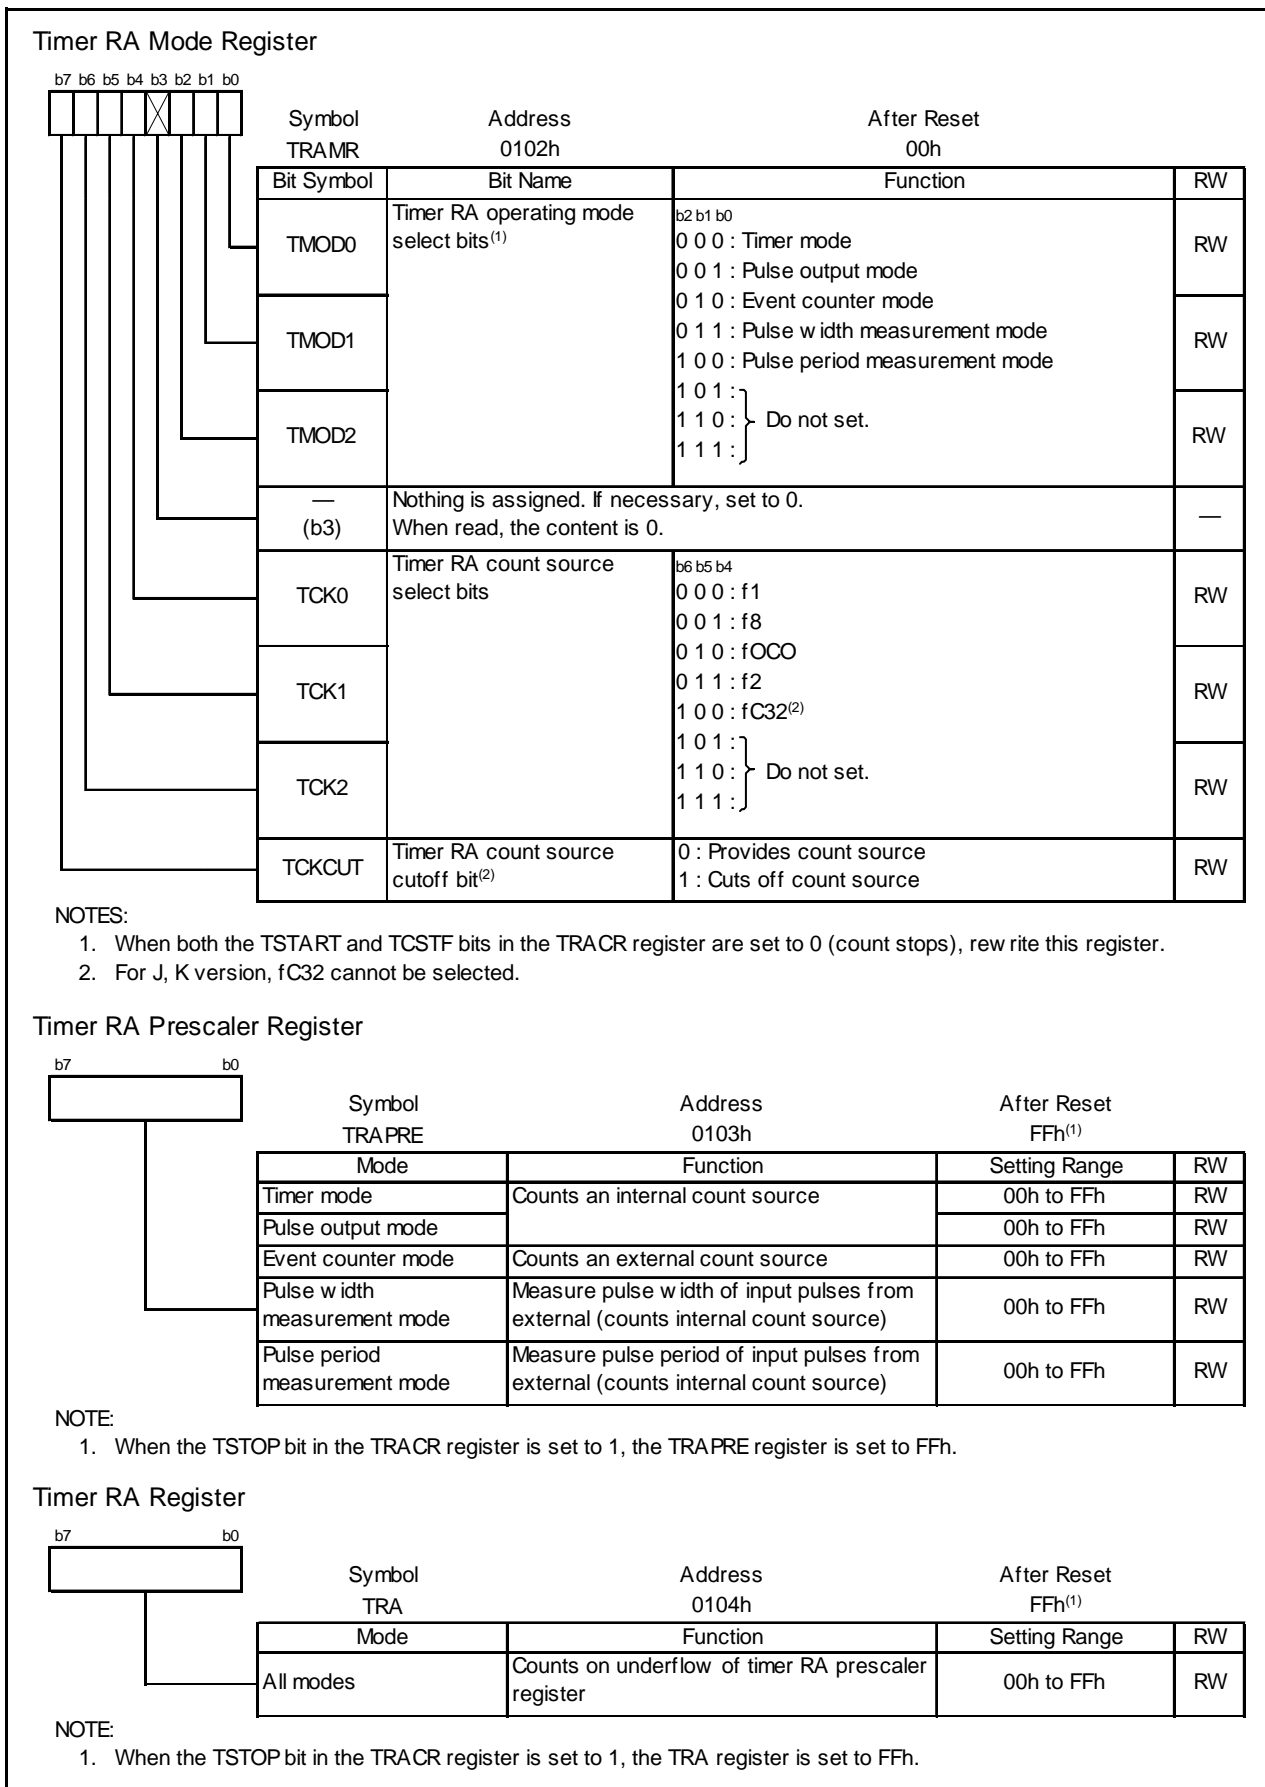 Timer RA Mode Register
b7 b6 b5 b4 b3 b2 b1 b0
Symbol Address After Reset
TRAMR 0102h 00h
Bit Symbol Bit Name Function RW
TMOD0 Timer RA operating mode select bits(1) RW
b2 b1 b0
0 0 0 : Timer mode
0 0 1 : Pulse output mode
0 1 0 : Event counter mode
TMOD1 RW
0 1 1 : Pulse width measurement mode
1 0 0 : Pulse period measurement mode
1 0 1 :
TMOD2 RW
1 1 0 : Do not set.
1 1 1 :
—
(b3)
Nothing is assigned. If necessary, set to 0.
When read, the content is 0.
—
TCK0 Timer RA count source select bits RW
b6 b5 b4
0 0 0 : f1
0 0 1 : f8
0 1 0 : fOCO
TCK1 RW
0 1 1 : f2
1 0 0 : fC32(2)
1 0 1 :
TCK2 RW
1 1 0 : Do not set.
1 1 1 :
TCKCUT Timer RA count source cutoff bit(2) RW
0 : Provides count source
1 : Cuts off count source
NOTES:
1. When both the TSTART and TCSTF bits in the TRACR register are set to 0 (count stops), rewrite this register.
2. For J, K version, fC32 cannot be selected.
Timer RA Prescaler Register
b7 b0
Symbol Address After Reset
TRAPRE 0103h FFh(1)
Mode Function Setting Range RW
Timer mode Counts an internal count source 00h to FFh RW
Pulse output mode 00h to FFh RW
Event counter mode Counts an external count source 00h to FFh RW
Pulse width measurement mode
Measure pulse width of input pulses from external (counts internal count source)
00h to FFh RW
Pulse period measurement mode
Measure pulse period of input pulses from external (counts internal count source)
00h to FFh RW
NOTE:
1. When the TSTOP bit in the TRACR register is set to 1, the TRAPRE register is set to FFh.
Timer RA Register
b7 b0
Symbol Address After Reset
TRA 0104h FFh(1)
Mode Function Setting Range RW
All modes
Counts on underflow of timer RA prescaler register
00h to FFh RW
NOTE:
1. When the TSTOP bit in the TRACR register is set to 1, the TRA register is set to FFh.